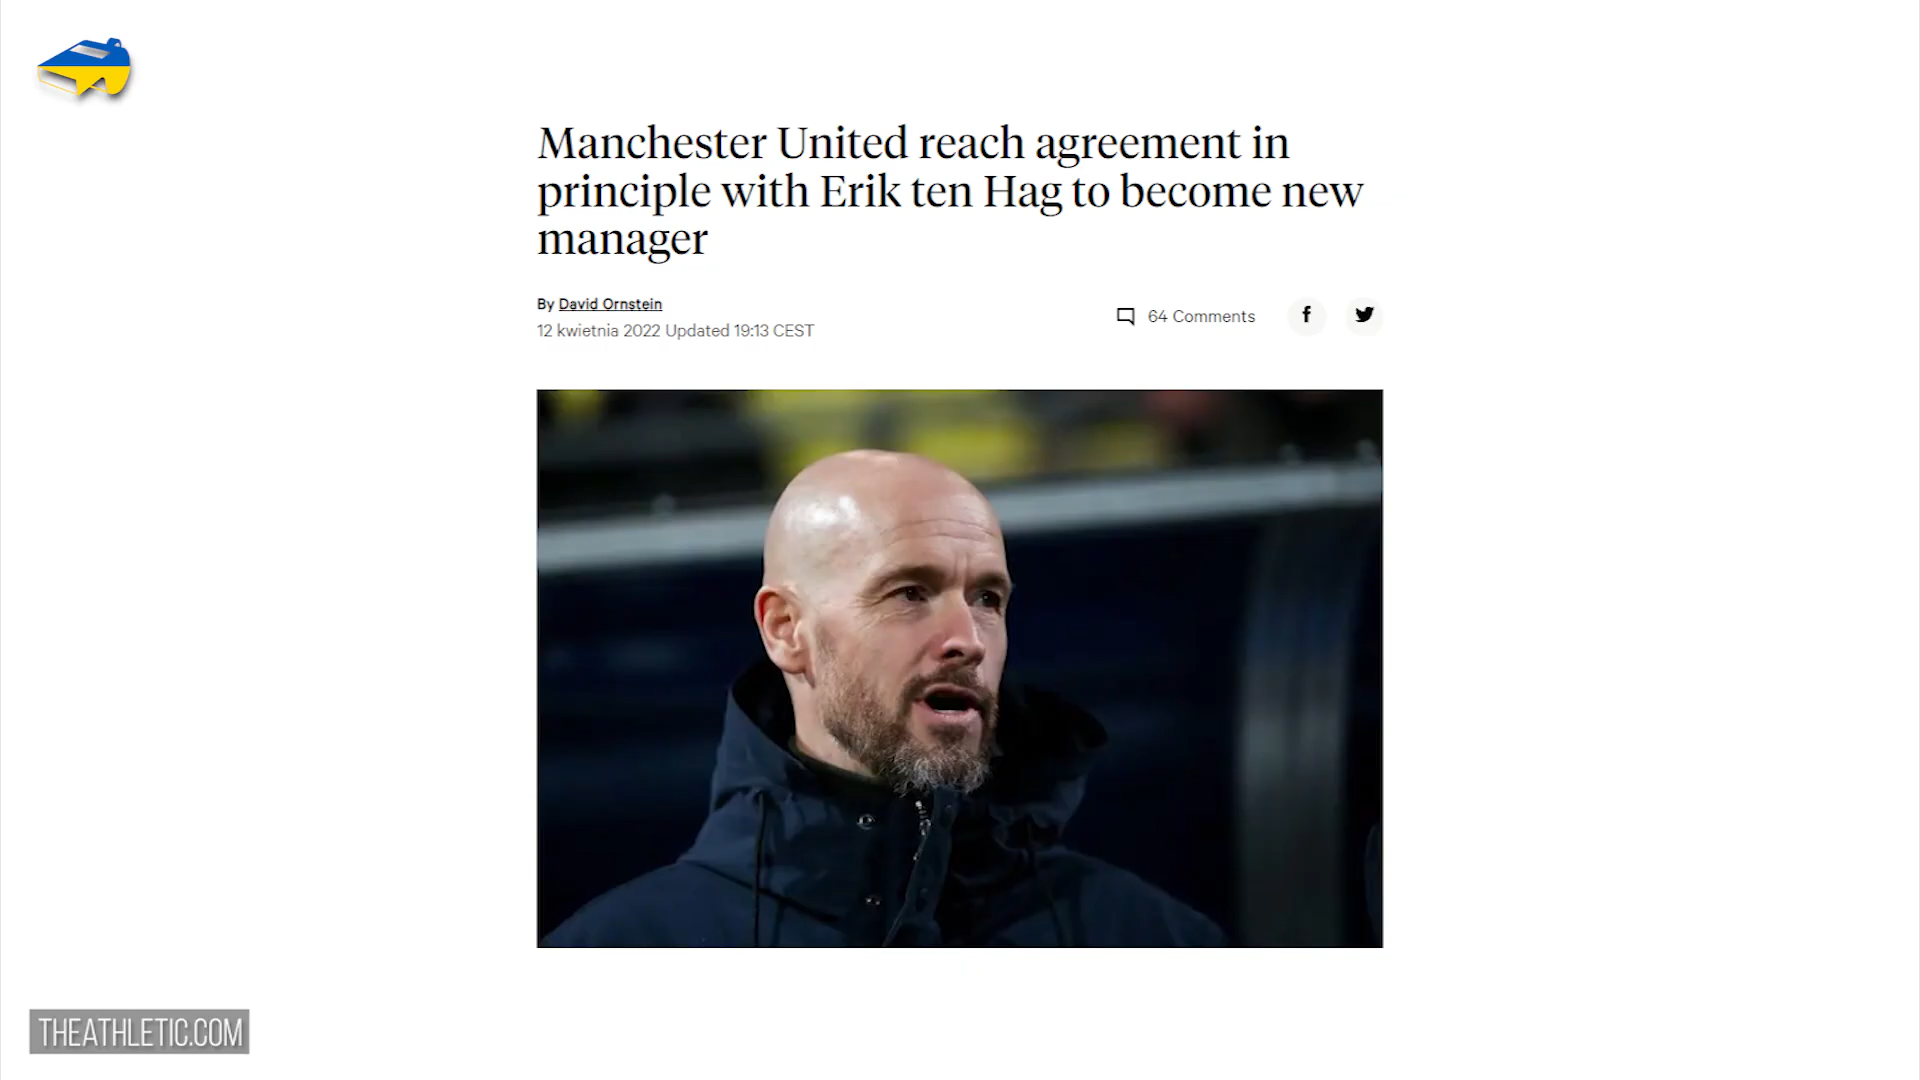 Manchester United reach agreement in
principle with Erik ten Hag to become new
manager
By David Ornstein
12 kwietnia 2022 Updated 19:13 CEST
64 Comments
THEATHLETIC.COM